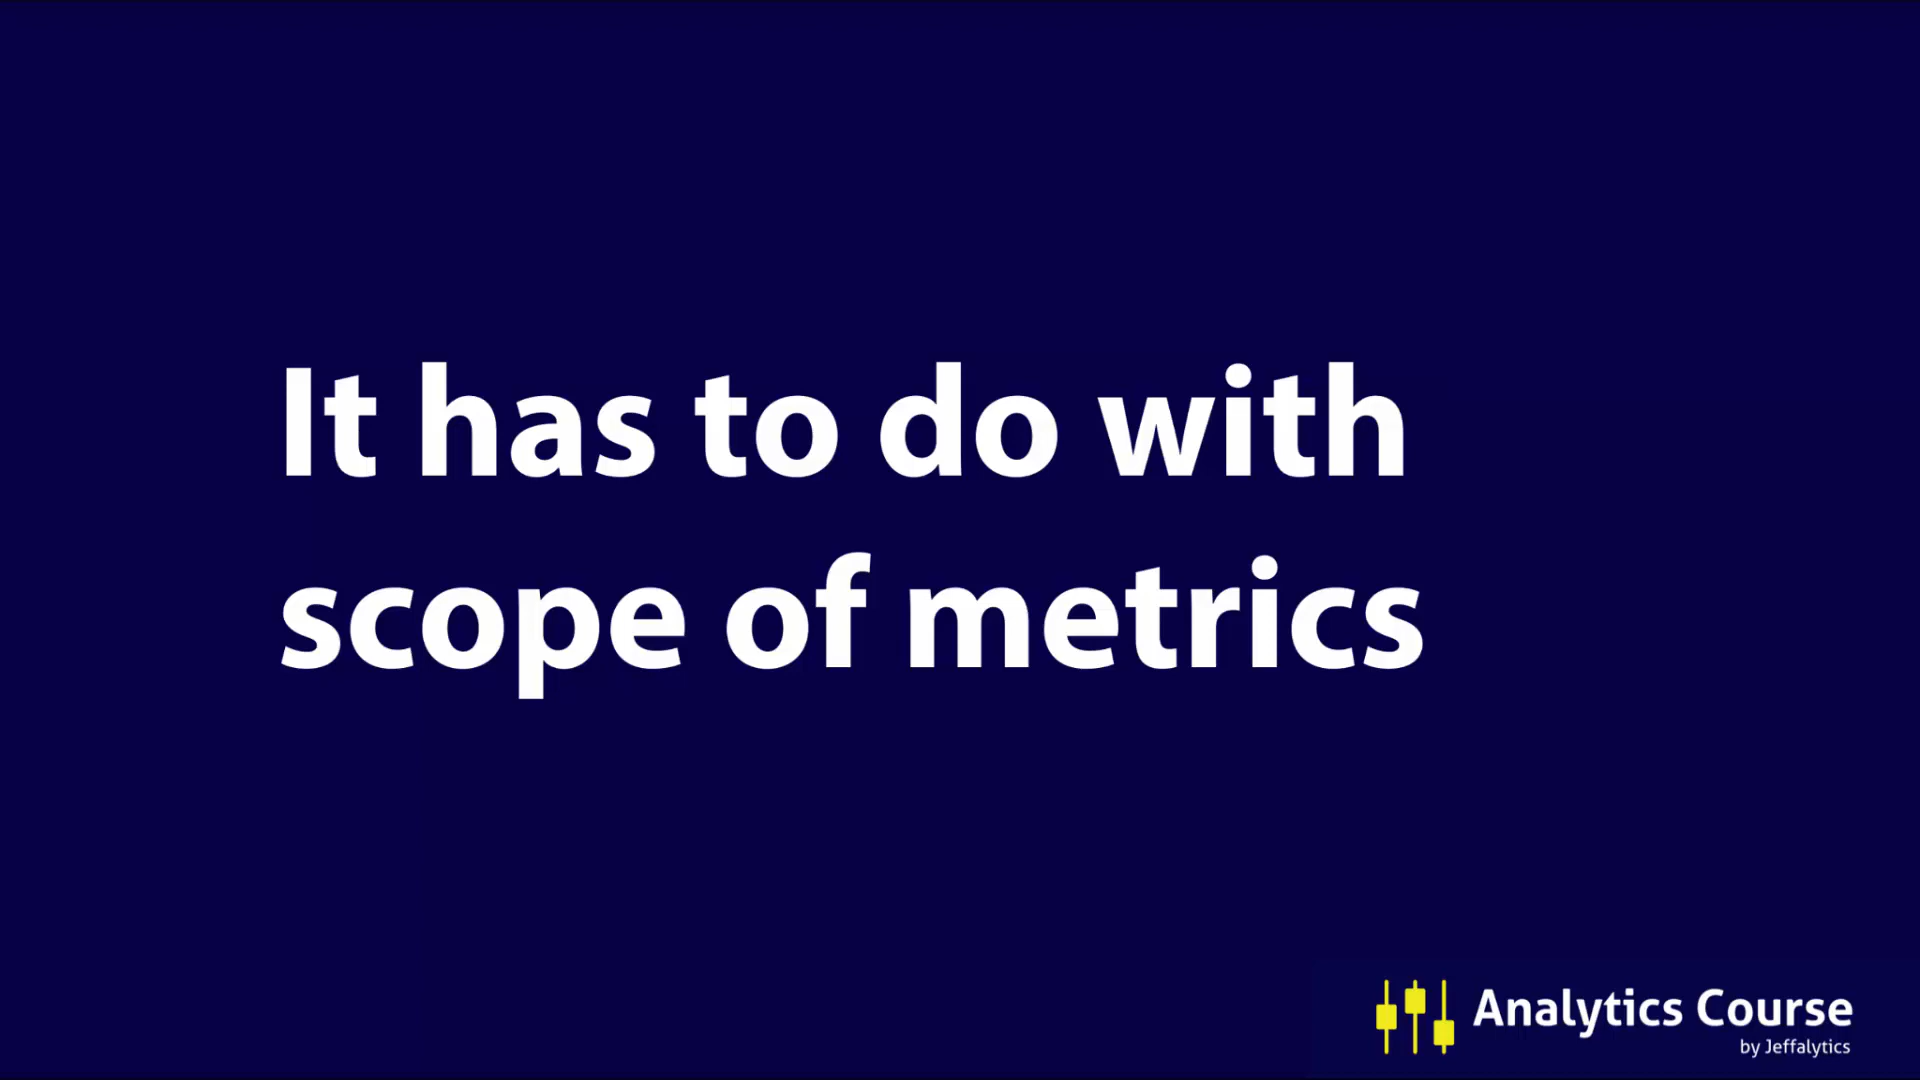 It has to do with
scope of metrics
Analytics Course
by Jeffalytics